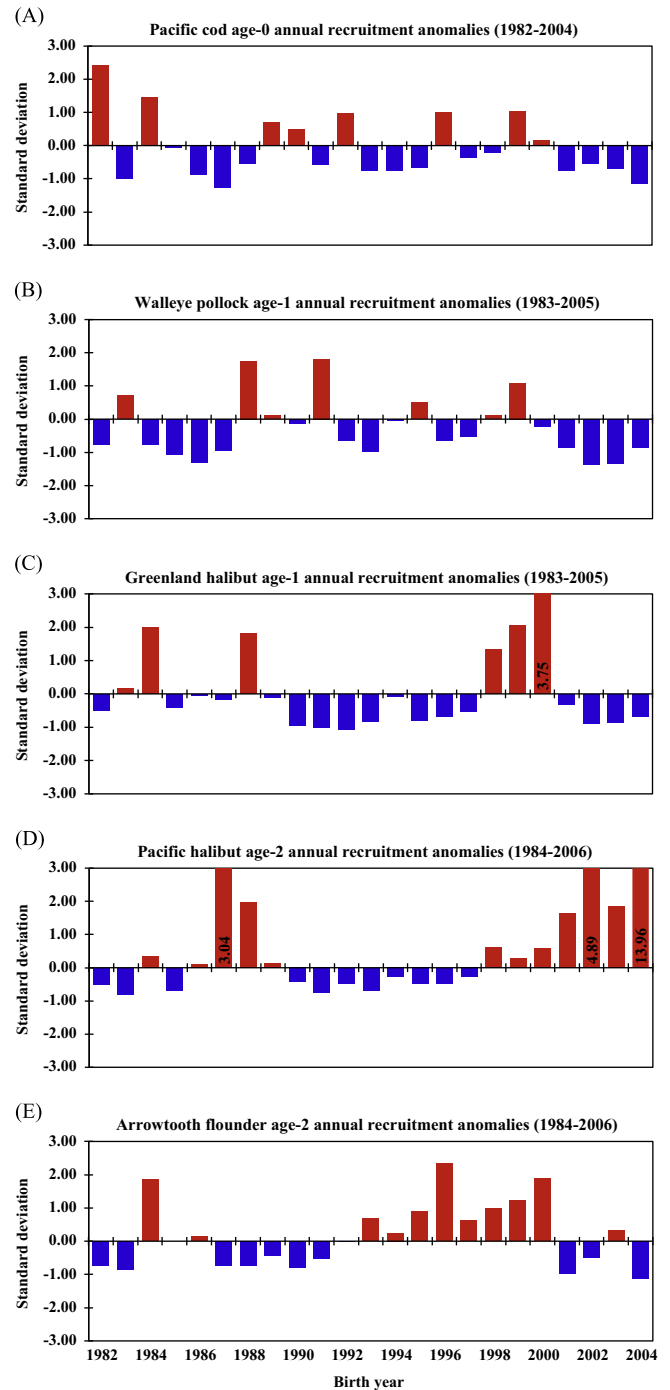 (A)
Pacific cod age-0 annual recruitment anomalies (1982-2004)
Standard deviation
3.00
2.00
1.00
0.00
-1.00
-2.00
-3.00
(B)
Walleye pollock age-1 annual recruitment anomalies (1983-2005)
Standard deviation
3.00
2.00
1.00
0.00
-1.00
-2.00
-3.00
(C)
Greenland halibut age-1 annual recruitment anomalies (1983-2005)
Standard deviation
3.00
2.00
1.00
0.00
-1.00
-2.00
-3.00
3.75
(D)
Pacific halibut age-2 annual recruitment anomalies (1984-2006)
Standard deviation
3.00
2.00
1.00
0.00
-1.00
-2.00
-3.00
3.04
4.89
13.96
(E)
Arrowtooth flounder age-2 annual recruitment anomalies (1984-2006)
Standard deviation
3.00
2.00
1.00
0.00
-1.00
-2.00
-3.00
1982 1984 1986 1988 1990 1992 1994 1996 1998 2000 2002 2004
Birth year